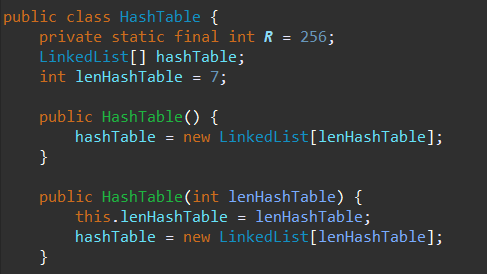 public class HashTable {
    private static final int R = 256;
    LinkedList[] hashTable;
    int lenHashTable = 7;

    public HashTable() {
        hashTable = new LinkedList[lenHashTable];
    }

    public HashTable(int lenHashTable) {
        this.lenHashTable = lenHashTable;
        hashTable = new LinkedList[lenHashTable];
    }